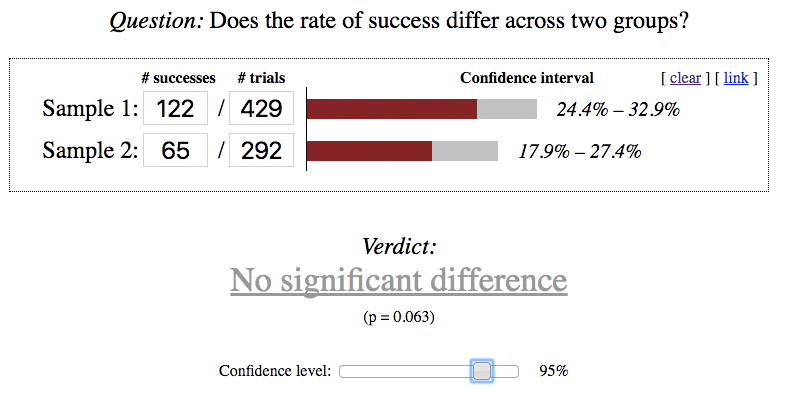 Question: Does the rate of success differ across two groups?
# successes # trials Confidence interval [ clear ] [ link ]
Sample 1: 122 / 429 24.4% – 32.9%
Sample 2: 65 / 292 17.9% – 27.4%
Verdict:
No significant difference
(p = 0.063)
Confidence level: 95%